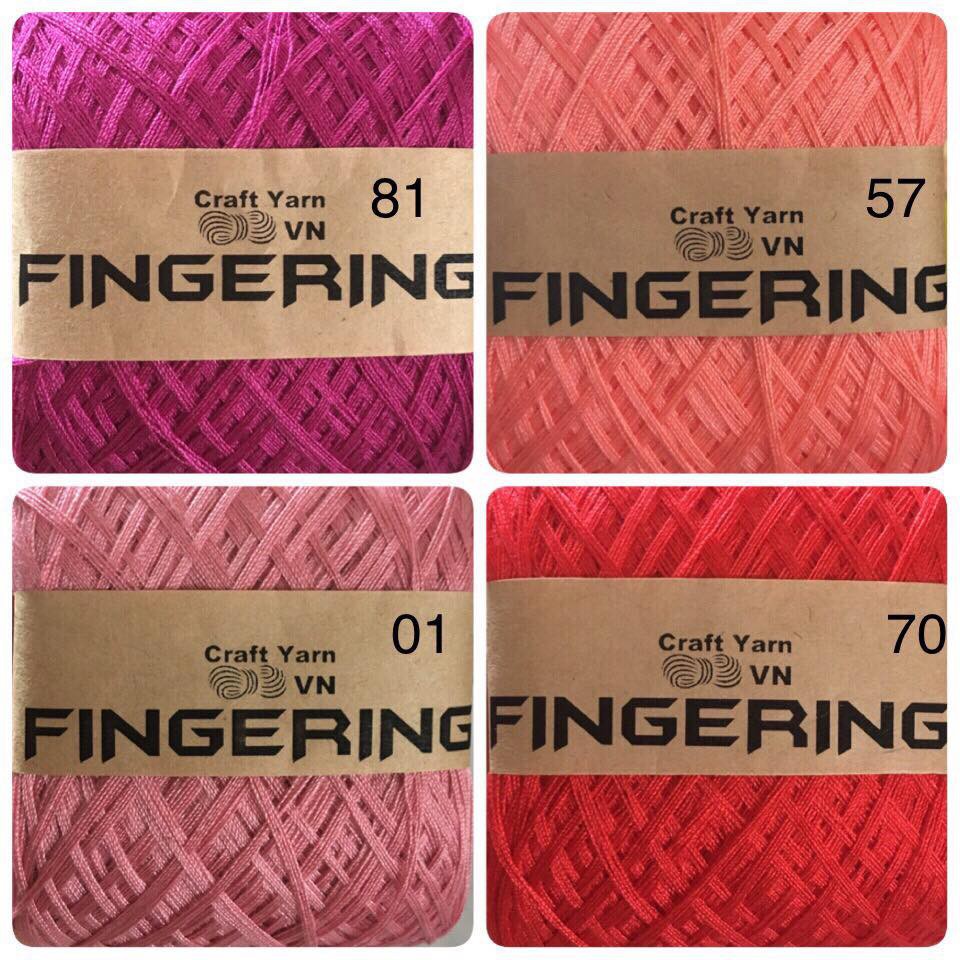 Craft Yarn 81
VN
FINGERING
Craft Yarn 57
VN
FINGERING
Craft Yarn 01
VN
FINGERING
Craft Yarn 70
VN
FINGERING